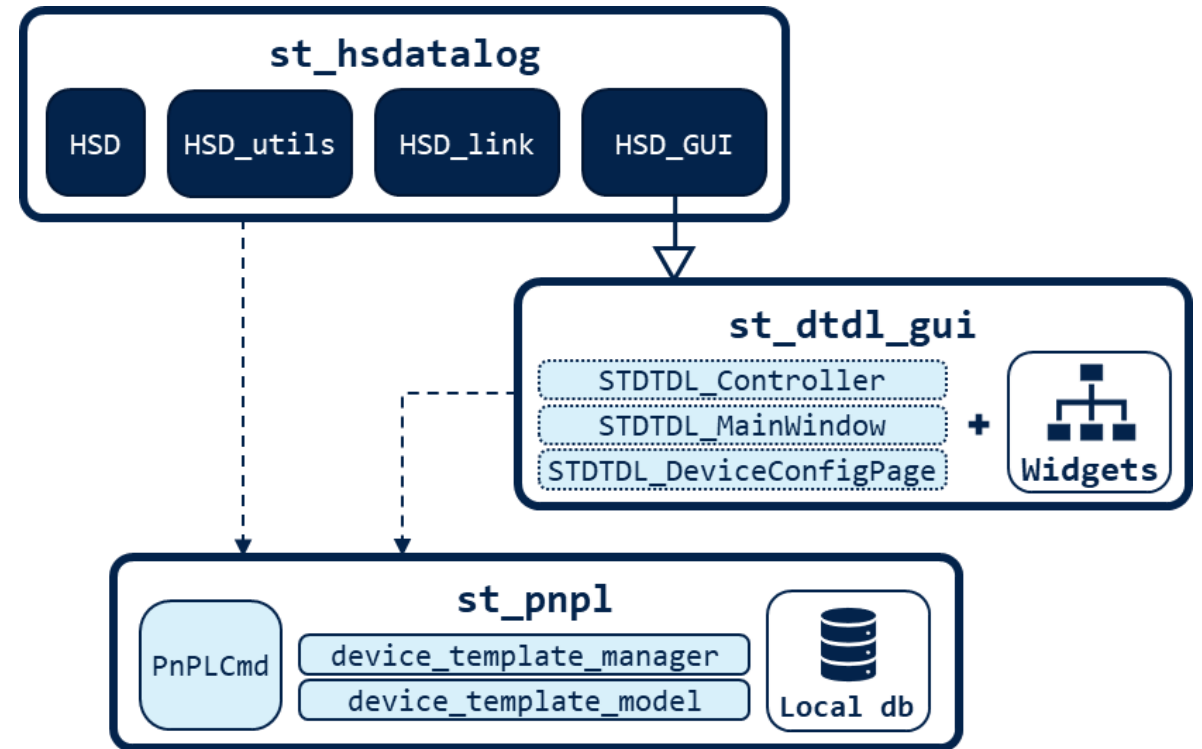 st_hsdatalog
HSD
HSD_utils
HSD_link
HSD_GUI
st_dtdl_gui
STDTDL_Controller
STDTDL_MainWindow
STDTDL_DeviceConfigPage
+
Widgets
st_pnpl
PnPLCmd
device_template_manager
device_template_model
Local db